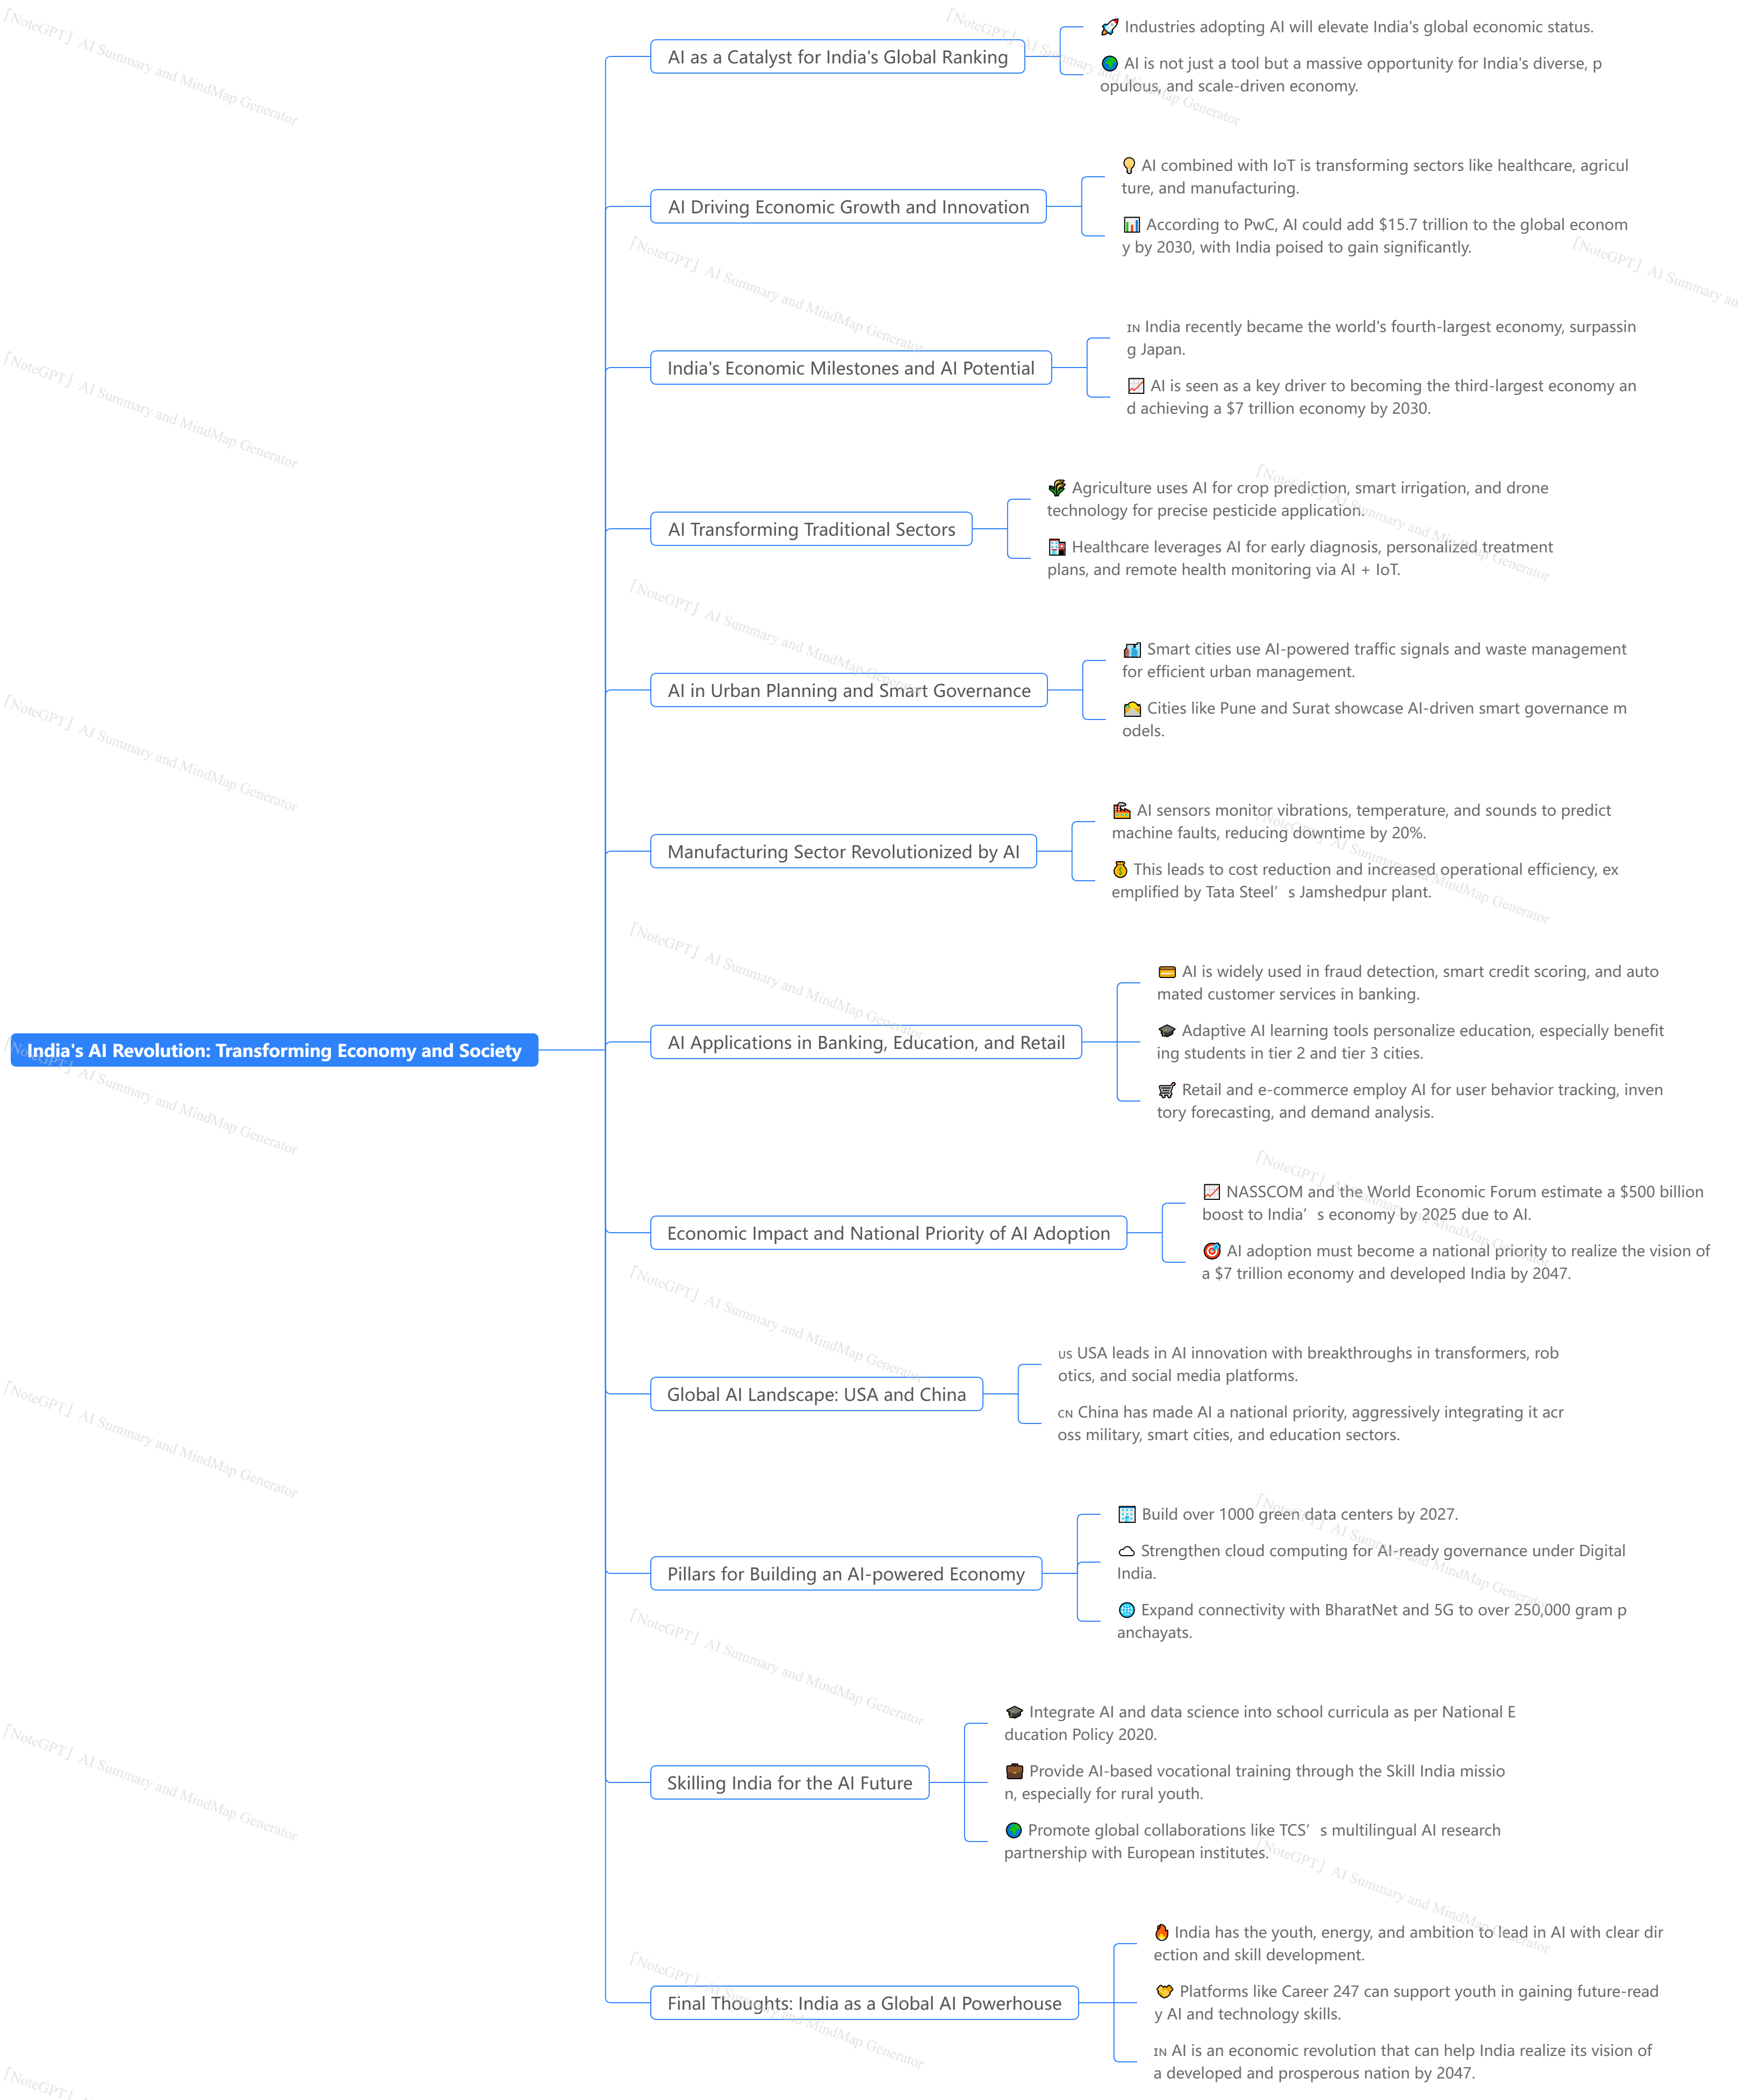 India's AI Revolution: Transforming Economy and Society
AI as a Catalyst for India's Global Ranking
🚀 Industries adopting AI will elevate India's global economic status.
🌍 AI is not just a tool but a massive opportunity for India's diverse, p
opulous, and scale-driven economy.
AI Driving Economic Growth and Innovation
💡 AI combined with IoT is transforming sectors like healthcare, agricul
ture, and manufacturing.
📊 According to PwC, AI could add $15.7 trillion to the global econom
y by 2030, with India poised to gain significantly.
India's Economic Milestones and AI Potential
IN India recently became the world's fourth-largest economy, surpassin
g Japan.
📈 AI is seen as a key driver to becoming the third-largest economy an
d achieving a $7 trillion economy by 2030.
AI Transforming Traditional Sectors
🌾 Agriculture uses AI for crop prediction, smart irrigation, and drone
technology for precise pesticide application.
🏥 Healthcare leverages AI for early diagnosis, personalized treatment
plans, and remote health monitoring via AI + IoT.
AI in Urban Planning and Smart Governance
Smart cities use AI-powered traffic signals and waste management
for efficient urban management.
Cities like Pune and Surat showcase AI-driven smart governance m
odels.
Manufacturing Sector Revolutionized by AI
🏭 AI sensors monitor vibrations, temperature, and sounds to predict
machine faults, reducing downtime by 20%.
💰 This leads to cost reduction and increased operational efficiency, ex
emplified by Tata Steel’s Jamshedpur plant.
AI Applications in Banking, Education, and Retail
💳 AI is widely used in fraud detection, smart credit scoring, and auto
mated customer services in banking.
🎓 Adaptive AI learning tools personalize education, especially benefit
ing students in tier 2 and tier 3 cities.
🛒 Retail and e-commerce employ AI for user behavior tracking, inven
tory forecasting, and demand analysis.
Economic Impact and National Priority of AI Adoption
📈 NASSCOM and the World Economic Forum estimate a $500 billion
boost to India’s economy by 2025 due to AI.
🎯 AI adoption must become a national priority to realize the vision of
a $7 trillion economy and developed India by 2047.
Global AI Landscape: USA and China
US USA leads in AI innovation with breakthroughs in transformers, rob
otics, and social media platforms.
CN China has made AI a national priority, aggressively integrating it acr
oss military, smart cities, and education sectors.
Pillars for Building an AI-powered Economy
🏢 Build over 1000 green data centers by 2027.
☁ Strengthen cloud computing for AI-ready governance under Digital
India.
🌐 Expand connectivity with BharatNet and 5G to over 250,000 gram p
anchayats.
Skilling India for the AI Future
🎓 Integrate AI and data science into school curricula as per National E
ducation Policy 2020.
💼 Provide AI-based vocational training through the Skill India missio
n, especially for rural youth.
🌍 Promote global collaborations like TCS’s multilingual AI research
partnership with European institutes.
Final Thoughts: India as a Global AI Powerhouse
🔥 India has the youth, energy, and ambition to lead in AI with clear dir
ection and skill development.
🤝 Platforms like Career 247 can support youth in gaining future-read
y AI and technology skills.
IN AI is an economic revolution that can help India realize its vision of
a developed and prosperous nation by 2047.
「NoteGPT」 AI Summary and MindMap Generator